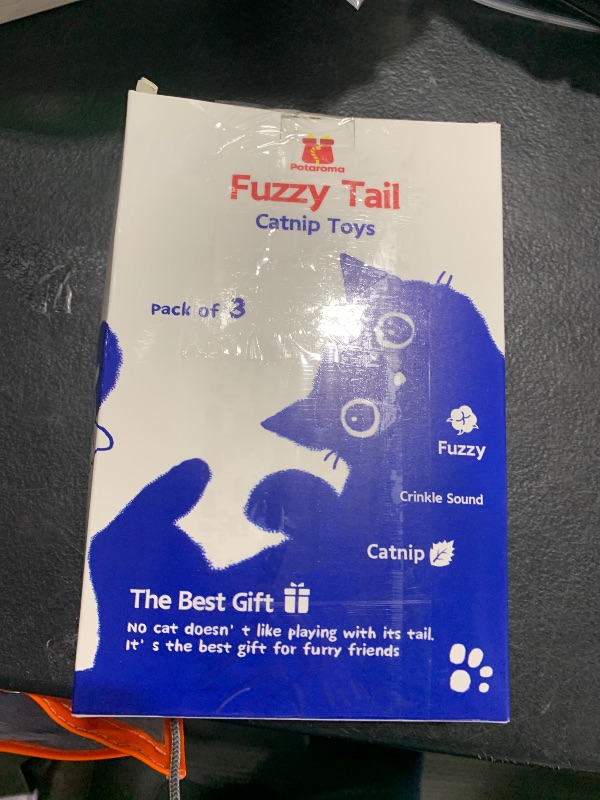 Potaroma
Fuzzy Tail
Catnip Toys
Pack of 3
Fuzzy
Crinkle Sound
Catnip
The Best Gift
No cat doesn' t like playing with its tail.
It' s the best gift for furry friends